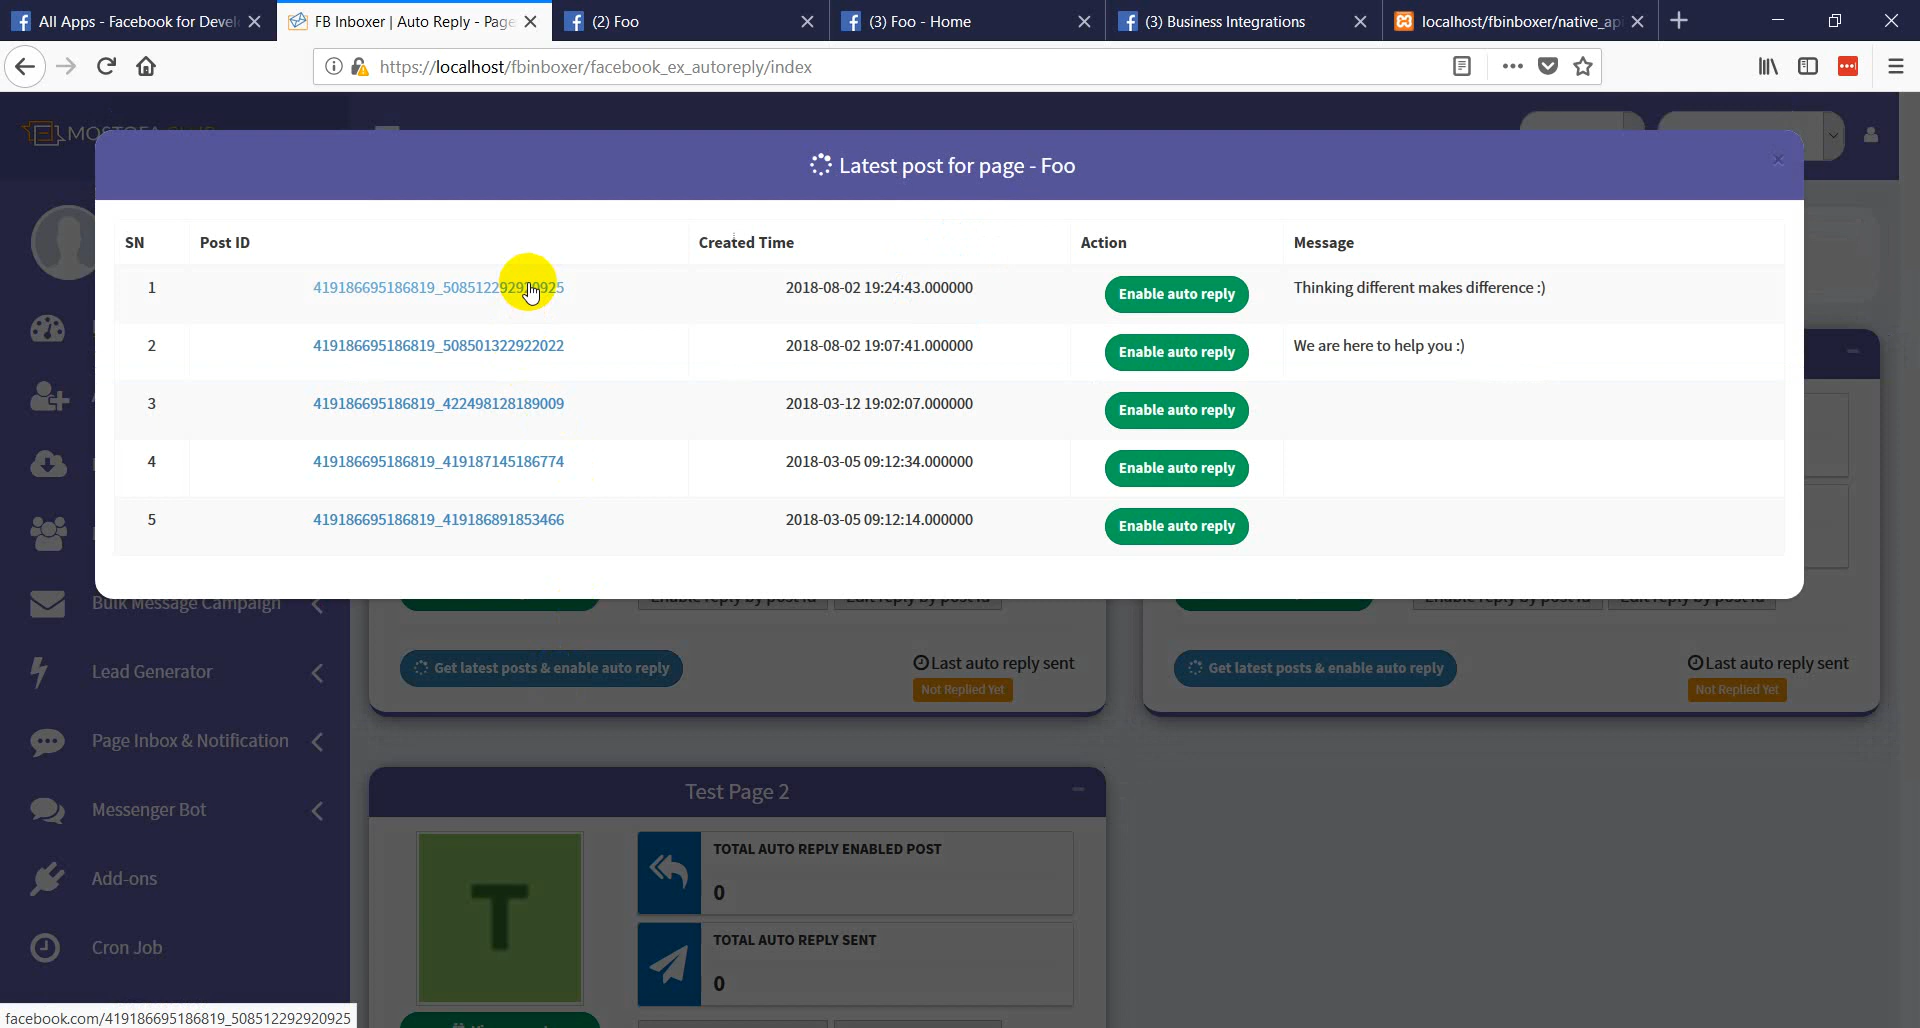 All Apps - Facebook for Devel
FB Inboxer | Auto Reply - Page
(2) Foo
(3) Foo - Home
(3) Business Integrations
localhost/fbinboxer/native_api
https://localhost/fbinboxer/facebook_ex_autoreply/index
Latest post for page - Foo
SN
Post ID
Created Time
Action
Message
1
419186695186819_508512292920925
2018-08-02 19:24:43.000000
Enable auto reply
Thinking different makes difference :)
2
419186695186819_508501322922022
2018-08-02 19:07:41.000000
Enable auto reply
We are here to help you :)
3
419186695186819_422498128189009
2018-03-12 19:02:07.000000
Enable auto reply
4
419186695186819_419187145186774
2018-03-05 09:12:34.000000
Enable auto reply
5
419186695186819_419186891853466
2018-03-05 09:12:14.000000
Enable auto reply
Bulk Message Campaign
Lead Generator
Page Inbox & Notification
Messenger Bot
Add-ons
Cron Job
Enable reply by post id
Edit reply by post id
Enable reply by post id
Edit reply by post id
Get latest posts & enable auto reply
Last auto reply sent
Not Replied Yet
Get latest posts & enable auto reply
Last auto reply sent
Not Replied Yet
Test Page 2
T
TOTAL AUTO REPLY ENABLED POST
0
TOTAL AUTO REPLY SENT
0
facebook.com/419186695186819_508512292920925